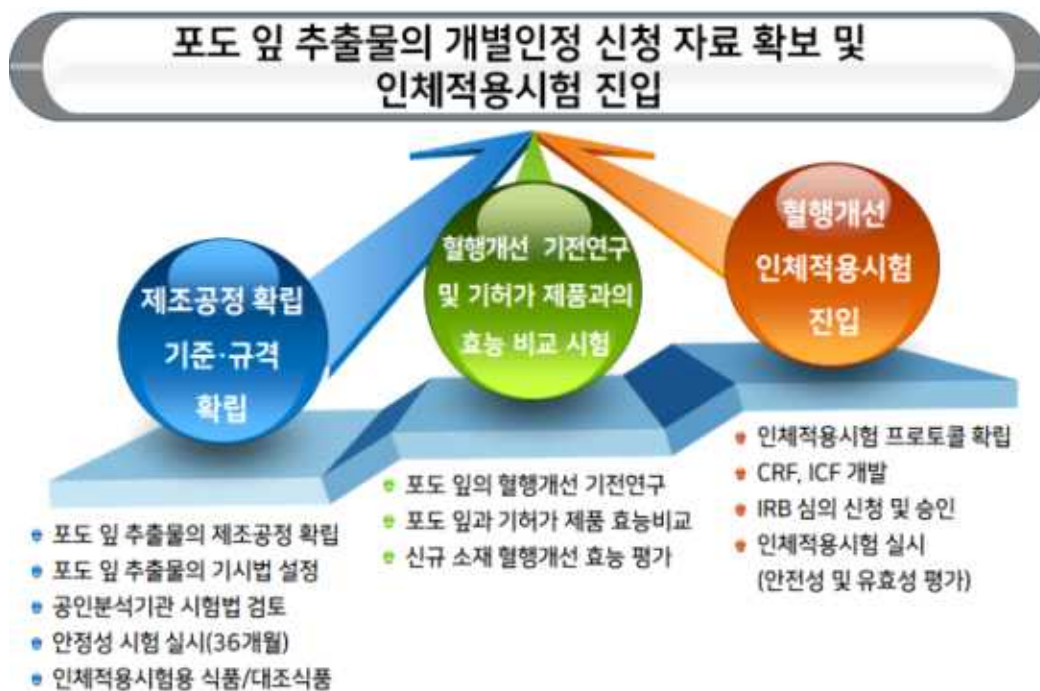 포도 잎 추출물의 개별인정 신청 자료 확보 및
인체적용시험 진입
제조공정 확립
기준·규격
확립
혈행개선 기전연구
및 기허가 제품과의
효능 비교 시험
혈행개선
인체적용시험
진입
포도 잎 추출물의 제조공정 확립
포도 잎 추출물의 기시법 설정
공인분석기관 시험법 검토
안정성 시험 실시(36개월)
인체적용시험용 식품/대조식품
포도 잎의 혈행개선 기전연구
포도 잎과 기허가 제품 효능비교
신규 소재 혈행개선 효능 평가
인체적용시험 프로토콜 확립
CRF, ICF 개발
IRB 심의 신청 및 승인
인체적용시험 실시
(안전성 및 유효성 평가)